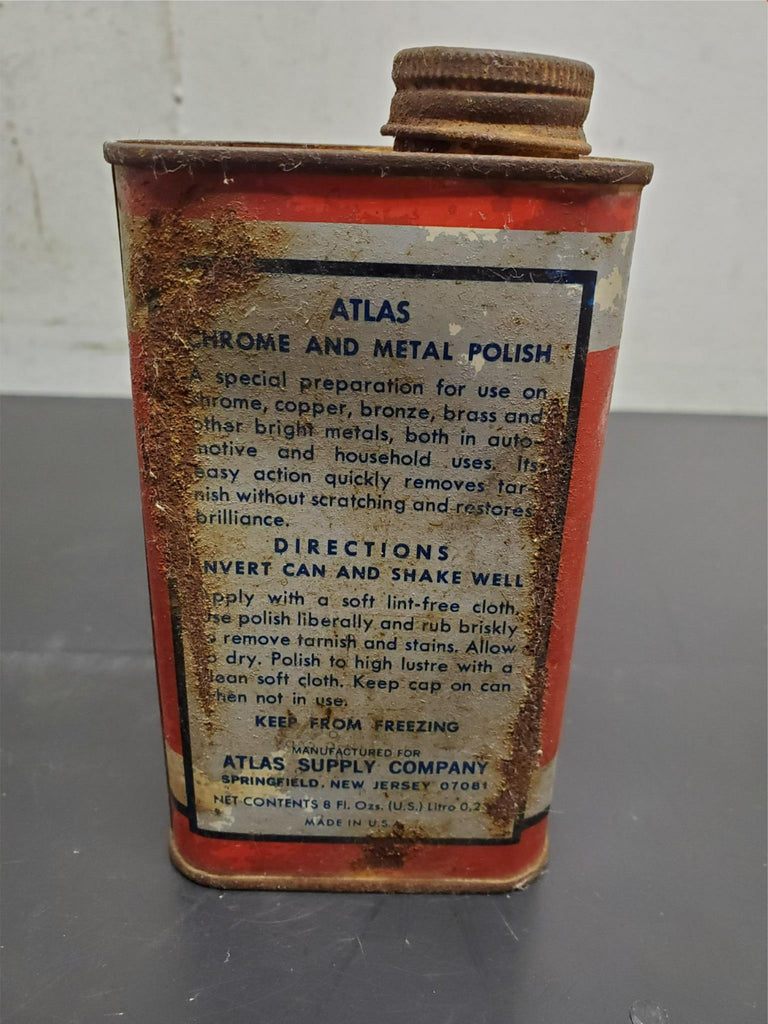 ATLAS
CHROME AND METAL POLISH
A special preparation for use on
chrome, copper, bronze, brass and
other bright metals, both in auto-
motive and household uses. Its
easy action quickly removes tar-
nish without scratching and restores
brilliance.
DIRECTIONS
INVERT CAN AND SHAKE WELL
Apply with a soft lint-free cloth.
Use polish liberally and rub briskly
to remove tarnish and stains. Allow
to dry. Polish to high lustre with a
clean soft cloth. Keep cap on can
when not in use.
KEEP FROM FREEZING
MANUFACTURED FOR
ATLAS SUPPLY COMPANY
SPRINGFIELD, NEW JERSEY 07081
NET CONTENTS 8 Fl. Ozs. (U.S.) Litro 0,2
MADE IN U.S.A.